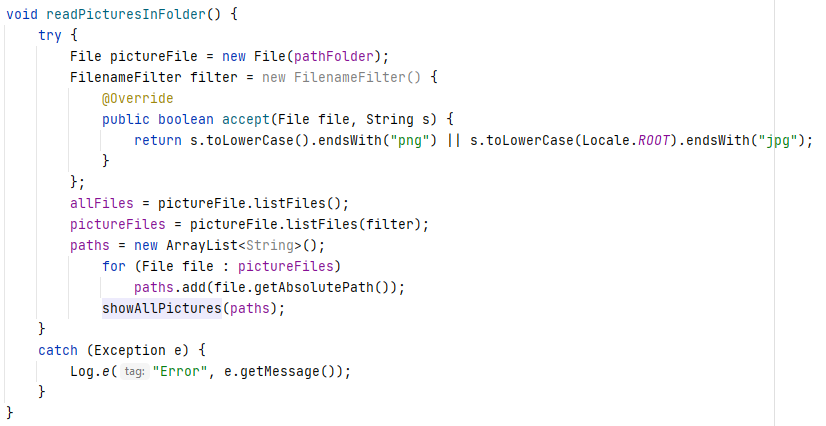 void readPicturesInFolder() {
    try {
        File pictureFile = new File(pathFolder);
        FilenameFilter filter = new FilenameFilter() {
            @Override
            public boolean accept(File file, String s) {
                return s.toLowerCase().endsWith("png") || s.toLowerCase(Locale.ROOT).endsWith("jpg");
            }
        };
        allFiles = pictureFile.listFiles();
        pictureFiles = pictureFile.listFiles(filter);
        paths = new ArrayList<String>();
            for (File file : pictureFiles)
                paths.add(file.getAbsolutePath());
            showAllPictures(paths);
    }
    catch (Exception e) {
        Log.e( tag: "Error", e.getMessage());
    }
}